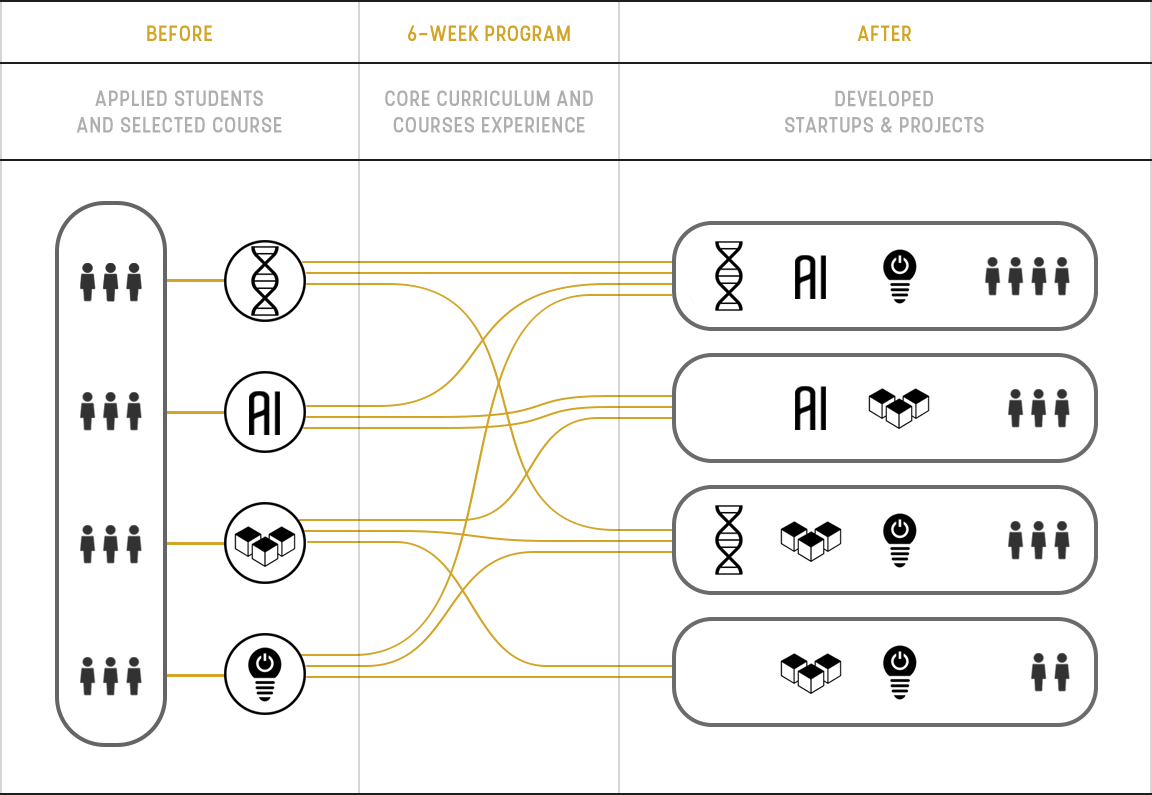 BEFORE
6-WEEK PROGRAM
AFTER
APPLIED STUDENTS
AND SELECTED COURSE
CORE CURRICULUM AND
COURSES EXPERIENCE
DEVELOPED
STARTUPS & PROJECTS
AI
AI
AI